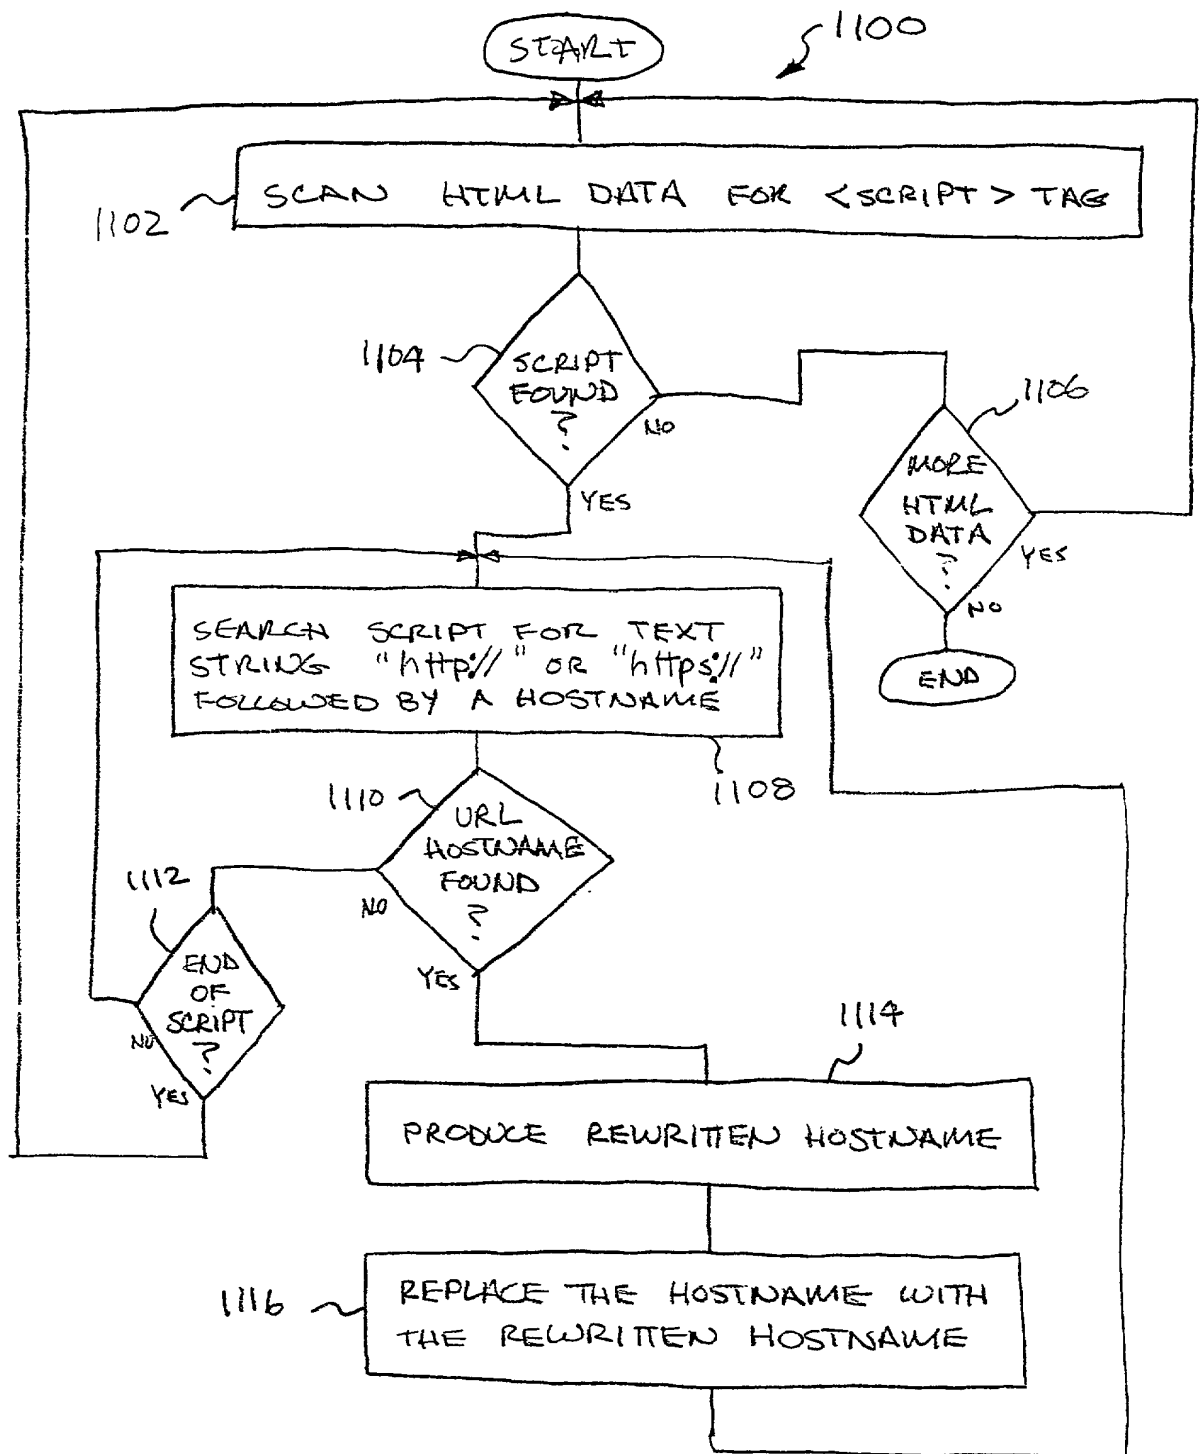 START
1100
1102
SCAN HTML DATA FOR <SCRIPT> TAG
1104
SCRIPT
FOUND
?
NO
YES
1106
MORE
HTML
DATA
?
YES
NO
END
SEARCH SCRIPT FOR TEXT
STRING "http://" OR "https://"
FOLLOWED BY A HOSTNAME
1108
1110
URL
HOSTNAME
FOUND
?
NO
YES
1112
END
OF
SCRIPT
?
NO
YES
1114
PRODUCE REWRITTEN HOSTNAME
1116
REPLACE THE HOSTNAME WITH
THE REWRITTEN HOSTNAME